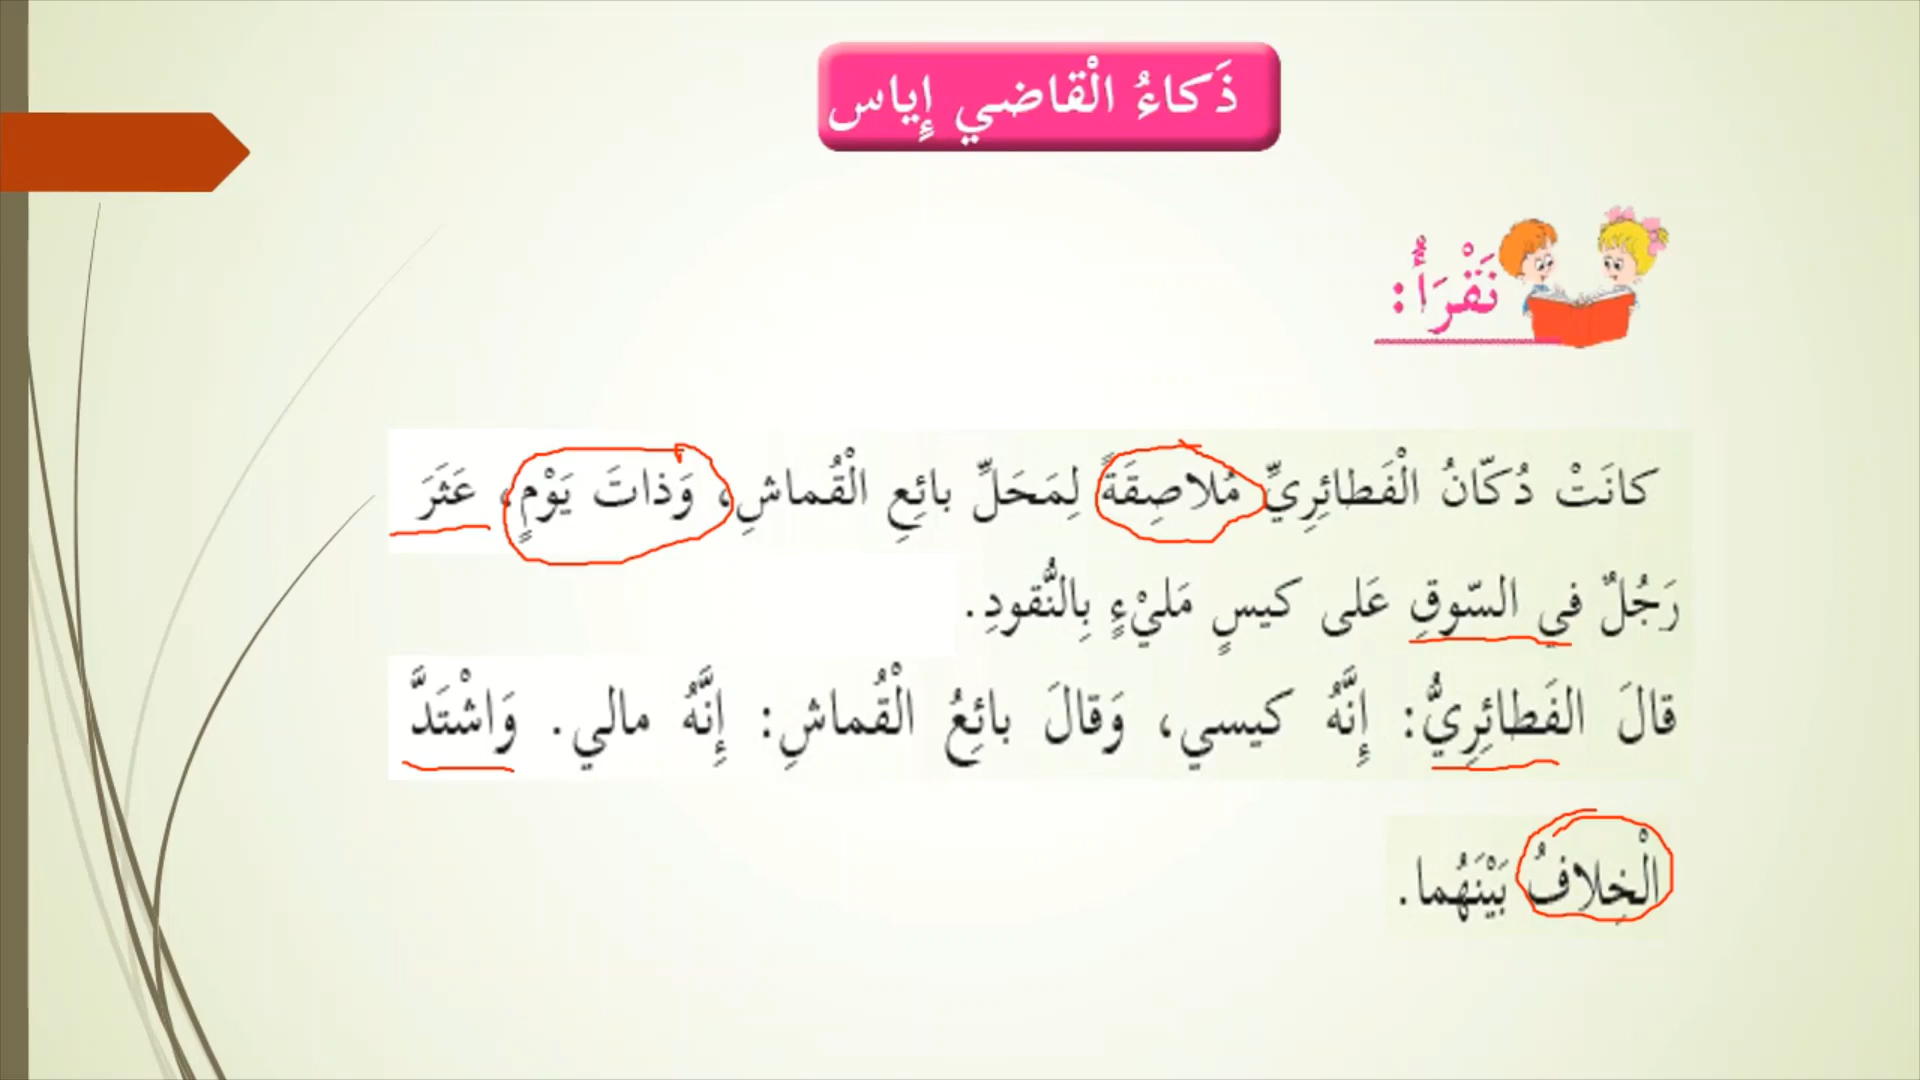 ذَكاءُ الْقاضي إِياس
نَقْرَأُ:
كانَتْ دُكّانُ الْفَطائِرِيِّ مُلاصِقَةً لِمَحَلِّ بائِعِ الْقُماشِ، وَذاتَ يَوْمٍ، عَثَرَ
رَجُلٌ في السّوقِ عَلى كيسٍ مَليْءٍ بِالنُّقودِ.
قالَ الفَطائِرِيُّ: إِنَّهُ كيسي، وَقالَ بائِعُ الْقُماشِ: إِنَّهُ مالي. وَاشْتَدَّ
الْخِلافُ بَيْنَهُما.